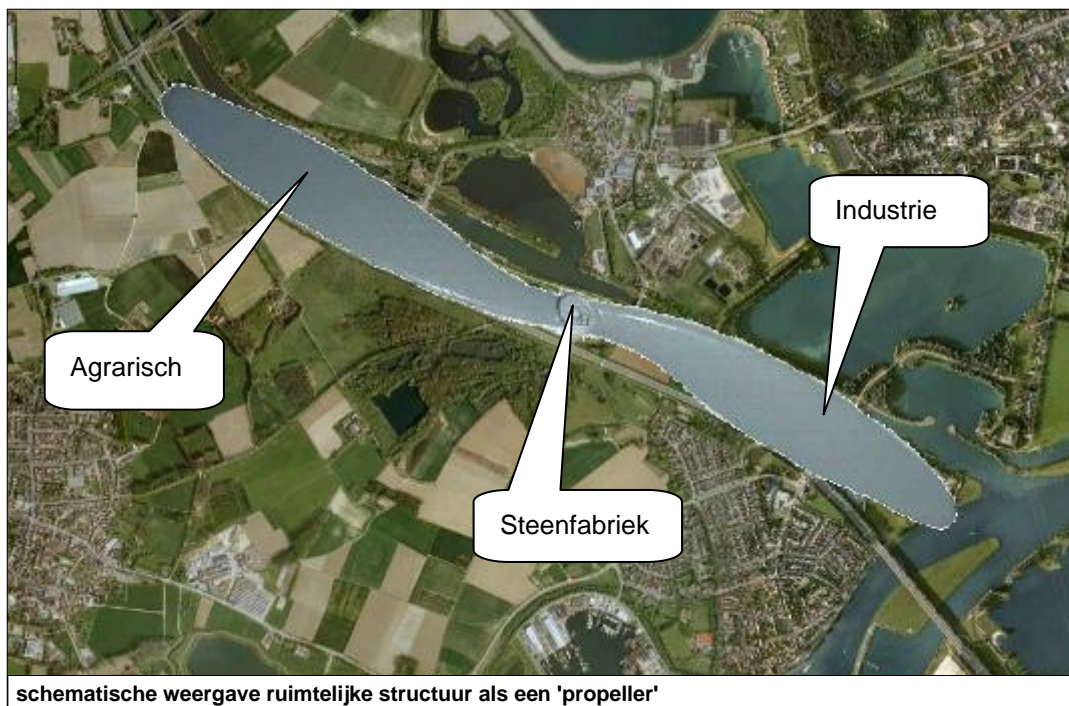 Industrie
Agrarisch
Steenfabriek
schematische weergave ruimtelijke structuur als een 'propeller'